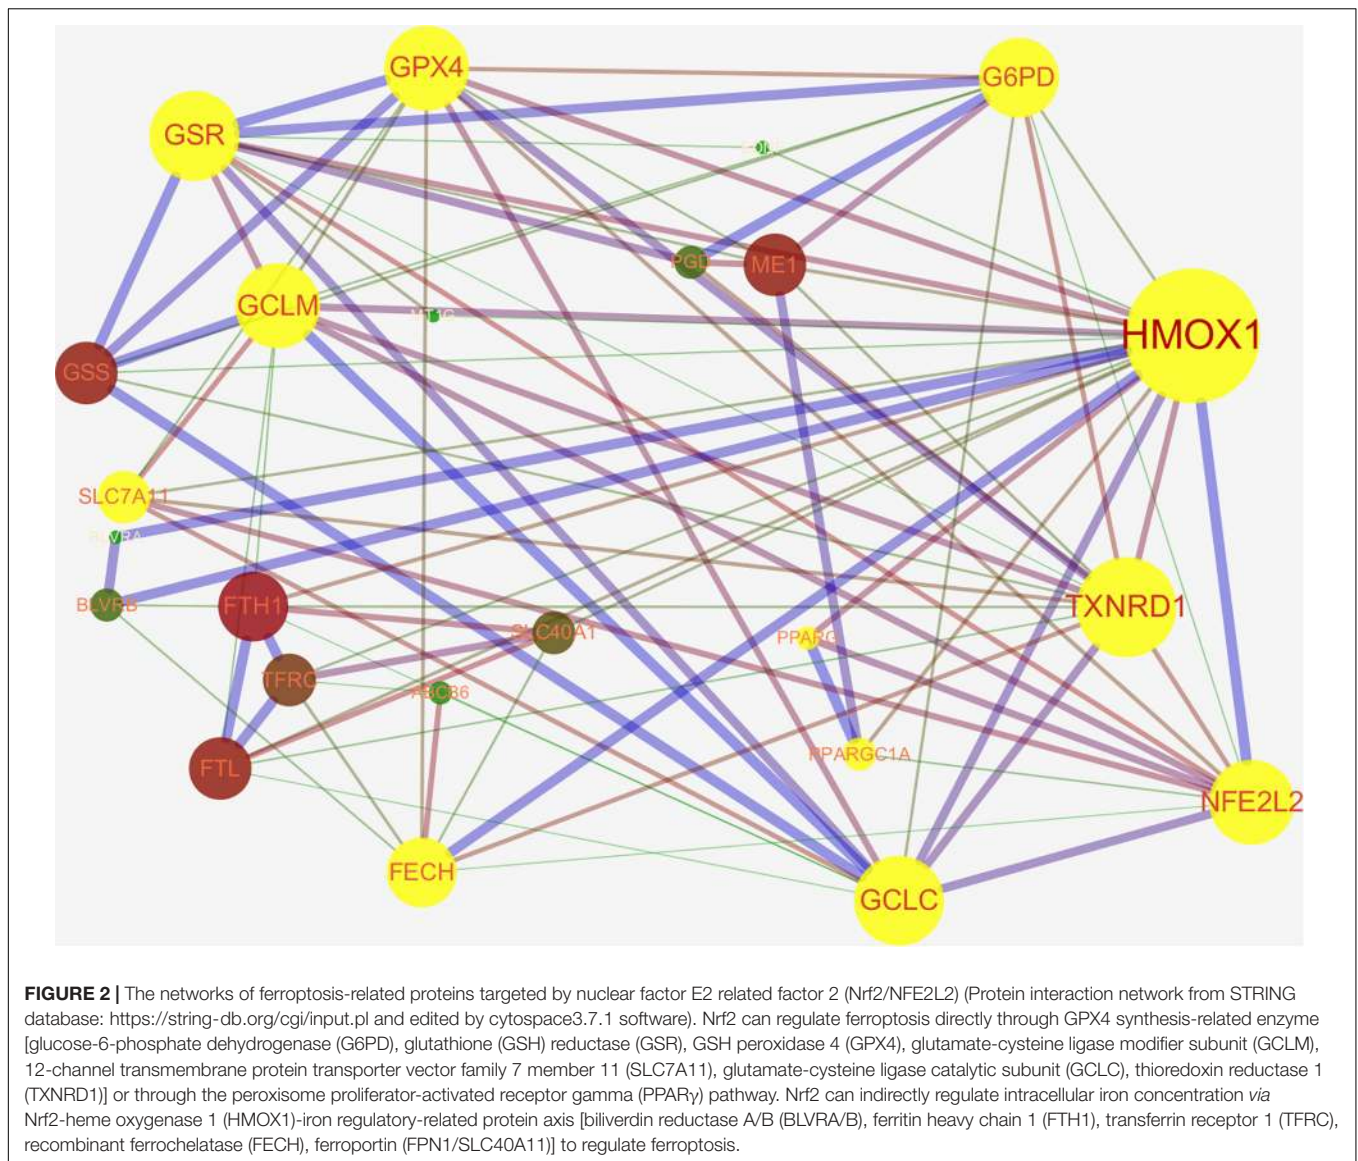 GPX4
G6PD
GSR
PGD
ME1
GCLM
MT1G
HMOX1
GSS
SLC7A11
BLVRA
BLVRB
FTH1
TXNRD1
SLC40A1
PPARG
TFRC
ABCB6
PPARGC1A
FTL
NFE2L2
FECH
GCLC
FIGURE 2 | The networks of ferroptosis-related proteins targeted by nuclear factor E2 related factor 2 (Nrf2/NFE2L2) (Protein interaction network from STRING
database: https://string-db.org/cgi/input.pl and edited by cytospace3.7.1 software). Nrf2 can regulate ferroptosis directly through GPX4 synthesis-related enzyme
[glucose-6-phosphate dehydrogenase (G6PD), glutathione (GSH) reductase (GSR), GSH peroxidase 4 (GPX4), glutamate-cysteine ligase modifier subunit (GCLM),
12-channel transmembrane protein transporter vector family 7 member 11 (SLC7A11), glutamate-cysteine ligase catalytic subunit (GCLC), thioredoxin reductase 1
(TXNRD1)] or through the peroxisome proliferator-activated receptor gamma (PPARγ) pathway. Nrf2 can indirectly regulate intracellular iron concentration via
Nrf2-heme oxygenase 1 (HMOX1)-iron regulatory-related protein axis [biliverdin reductase A/B (BLVRA/B), ferritin heavy chain 1 (FTH1), transferrin receptor 1 (TFRC),
recombinant ferrochelatase (FECH), ferroportin (FPN1/SLC40A11)] to regulate ferroptosis.